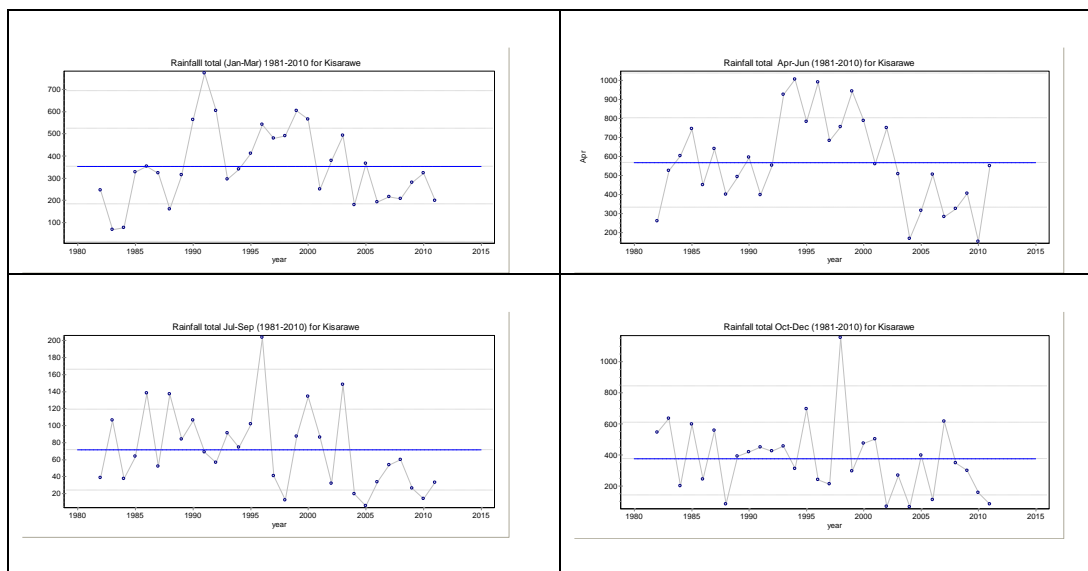 Rainfalll total (Jan-Mar) 1981-2010 for Kisarawe
700
600
500
400
300
200
100
1980 1985 1990 1995 2000 2005 2010 2015
year
Rainfall total Apr-Jun (1981-2010) for Kisarawe
1000
900
800
700
600
500
400
300
200
Apr
1980 1985 1990 1995 2000 2005 2010 2015
year
Rainfall total Jul-Sep (1981-2010) for Kisarawe
200
180
160
140
120
100
80
60
40
20
1980 1985 1990 1995 2000 2005 2010 2015
year
Rainfall total Oct-Dec (1981-2010) for Kisarawe
1000
800
600
400
200
1980 1985 1990 1995 2000 2005 2010 2015
year